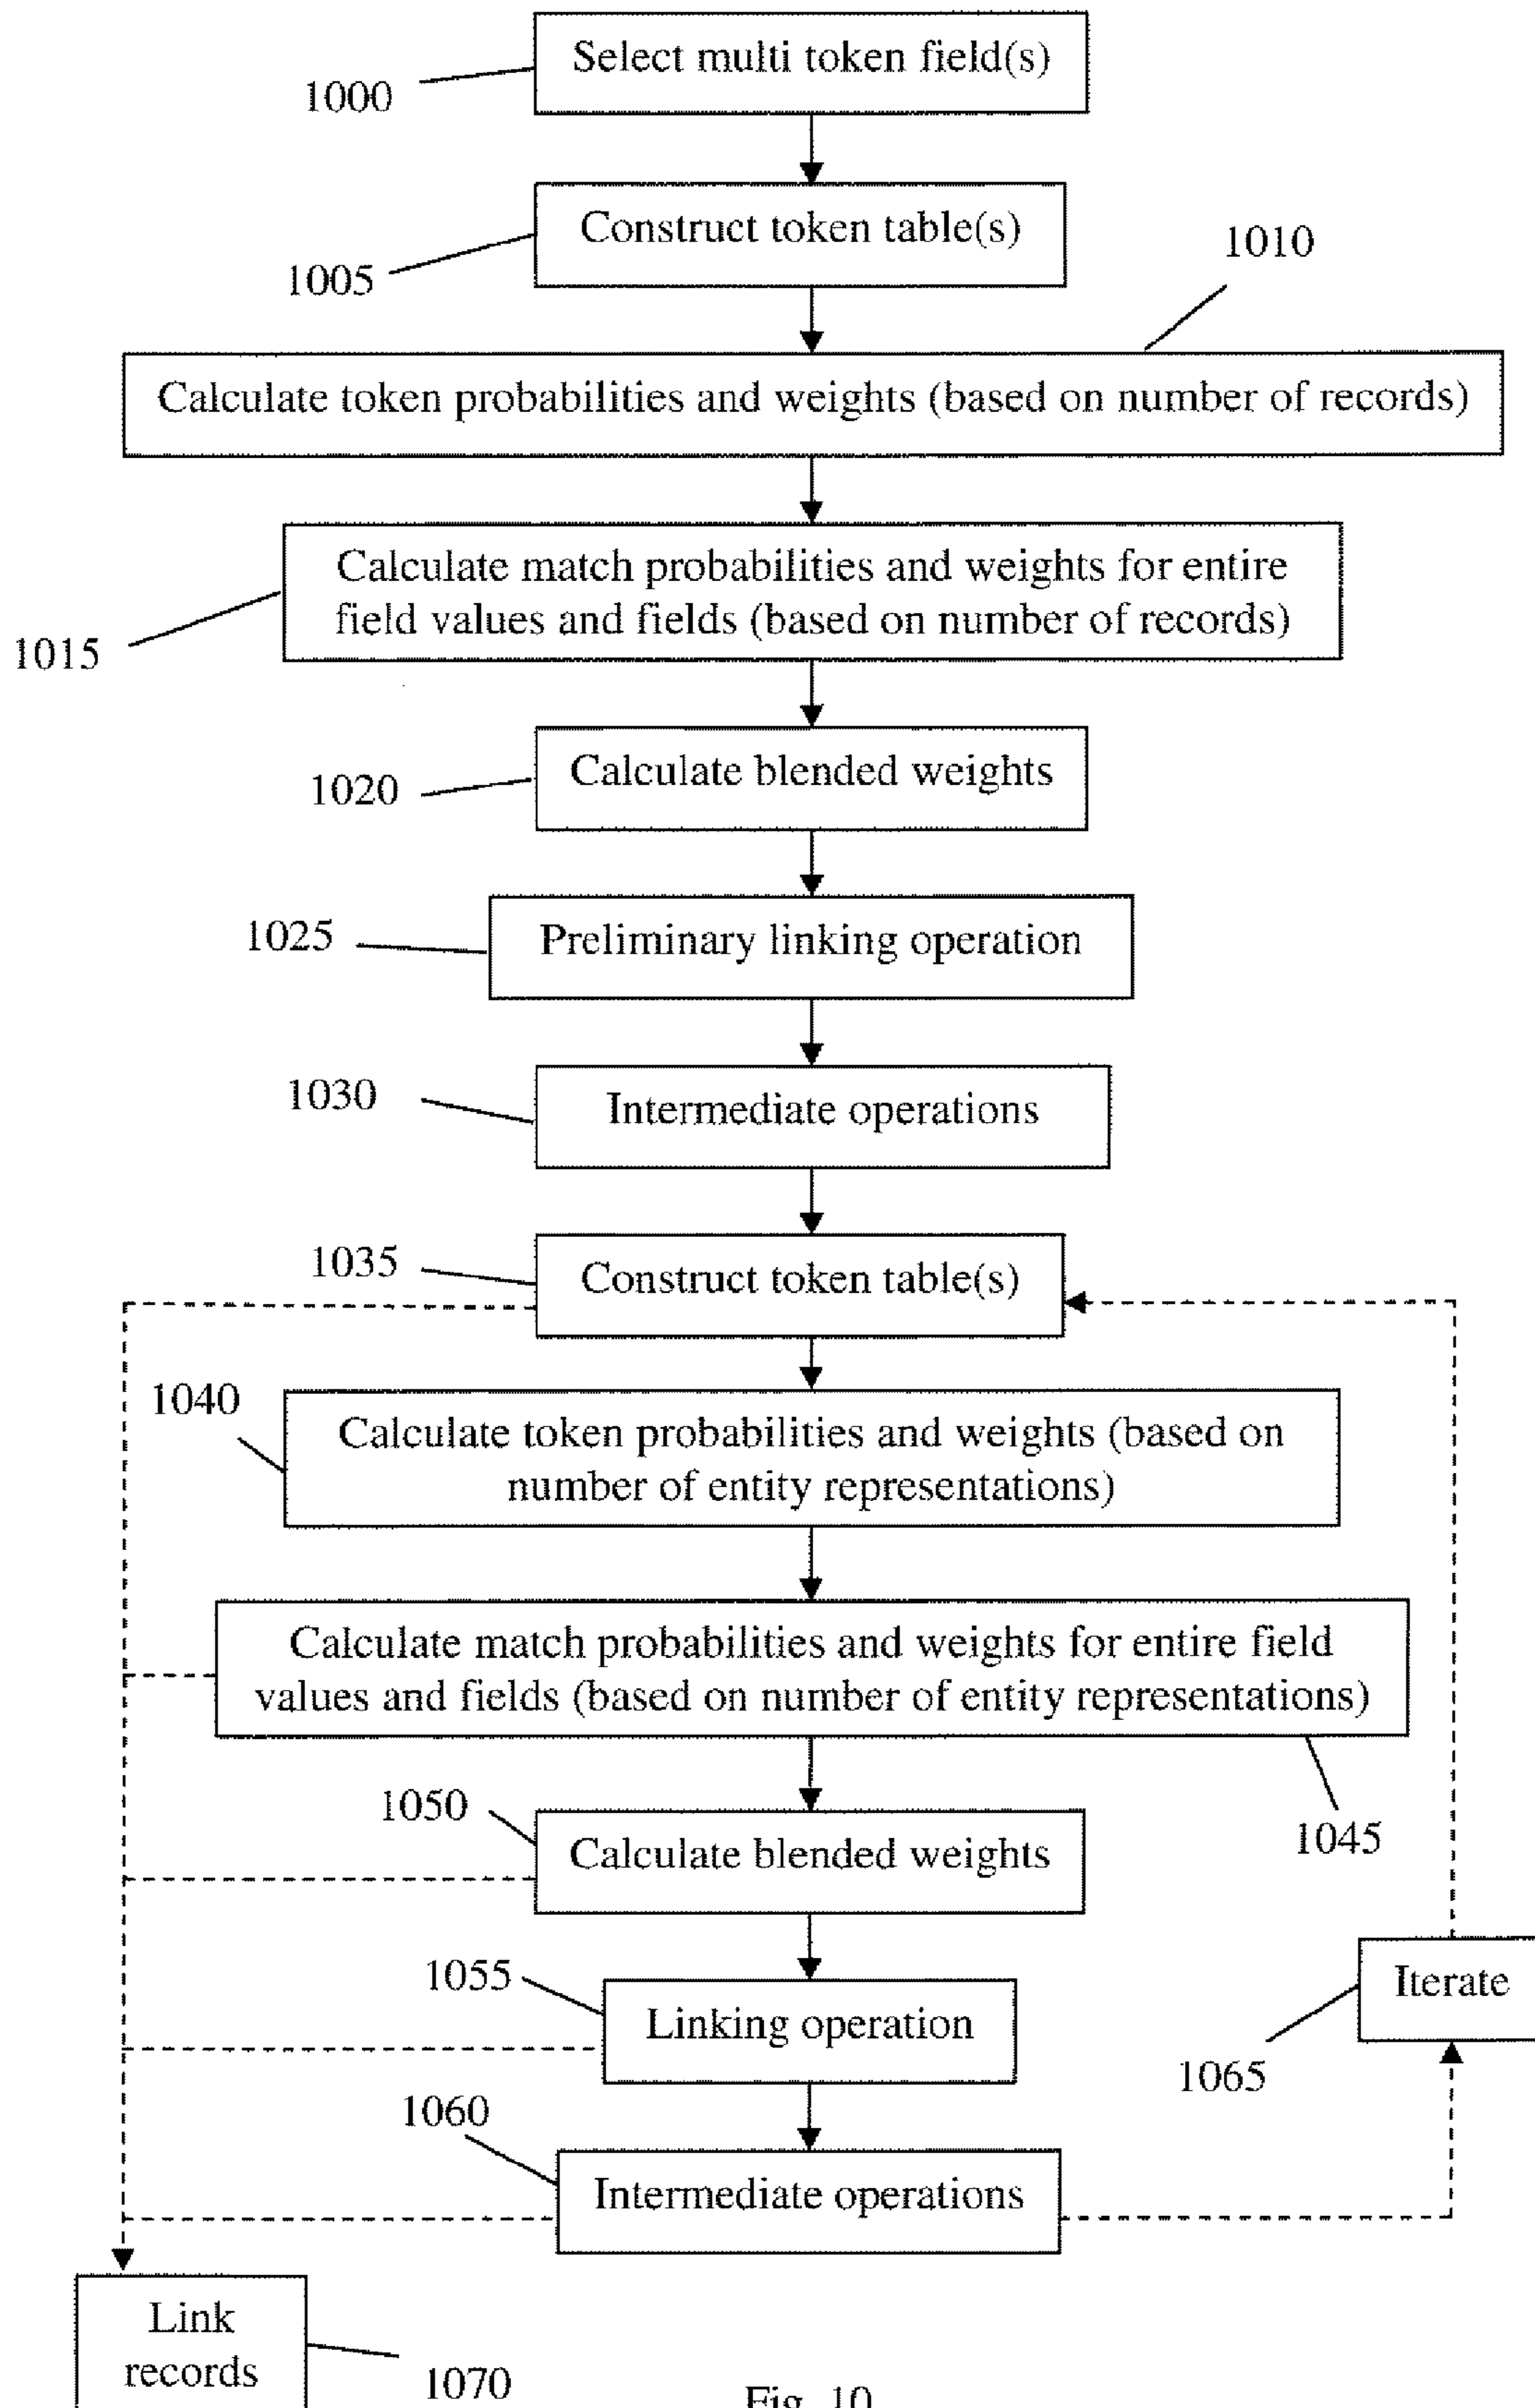 Select multi token field(s)
1000
Construct token table(s)
1005
1010
Calculate token probabilities and weights (based on number of records)
Calculate match probabilities and weights for entire
field values and fields (based on number of records)
1015
Calculate blended weights
1020
Preliminary linking operation
1025
Intermediate operations
1030
Construct token table(s)
1035
1040
Calculate token probabilities and weights (based on
number of entity representations)
Calculate match probabilities and weights for entire field
values and fields (based on number of entity representations)
1045
1050
Calculate blended weights
1055
Linking operation
Iterate
1065
1060
Intermediate operations
Link
records
1070
Fig. 10